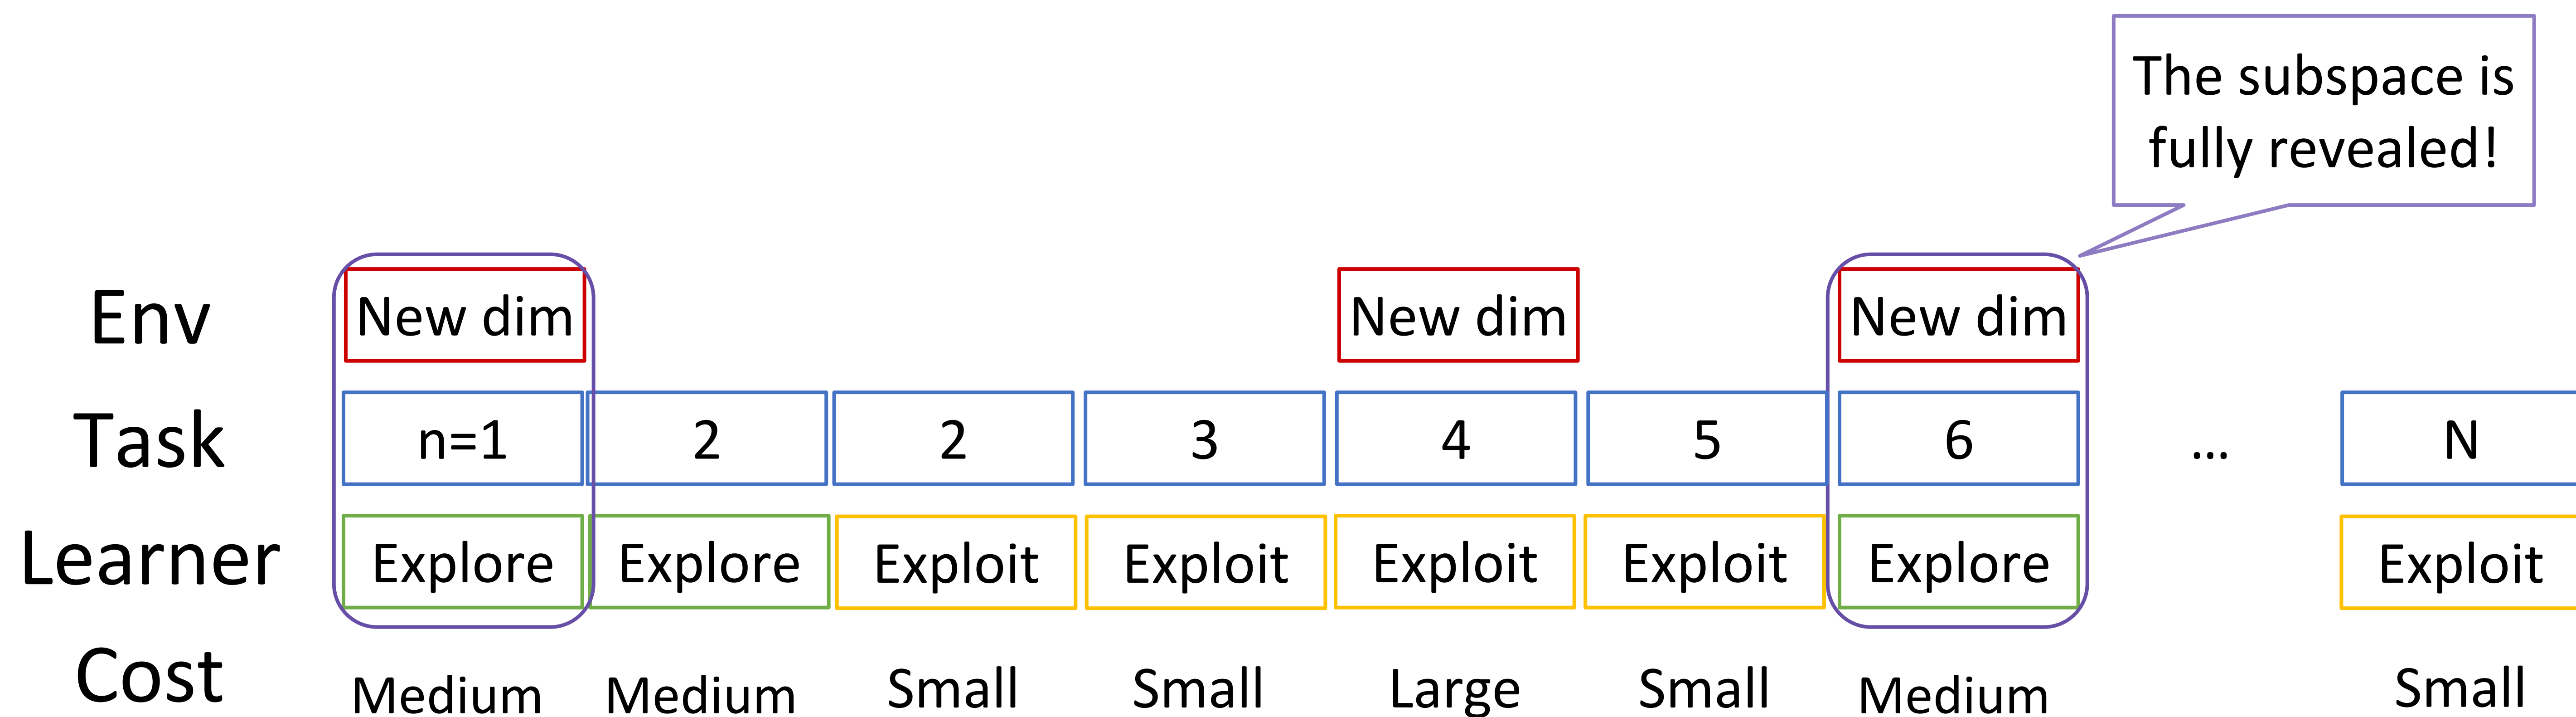 The subspace is
fully revealed!
Env New dim New dim New dim
Task n=1 2 2 3 4 5 6 ... N
Learner Explore Explore Exploit Exploit Exploit Exploit Explore Exploit
Cost Medium Medium Small Small Large Small Medium Small